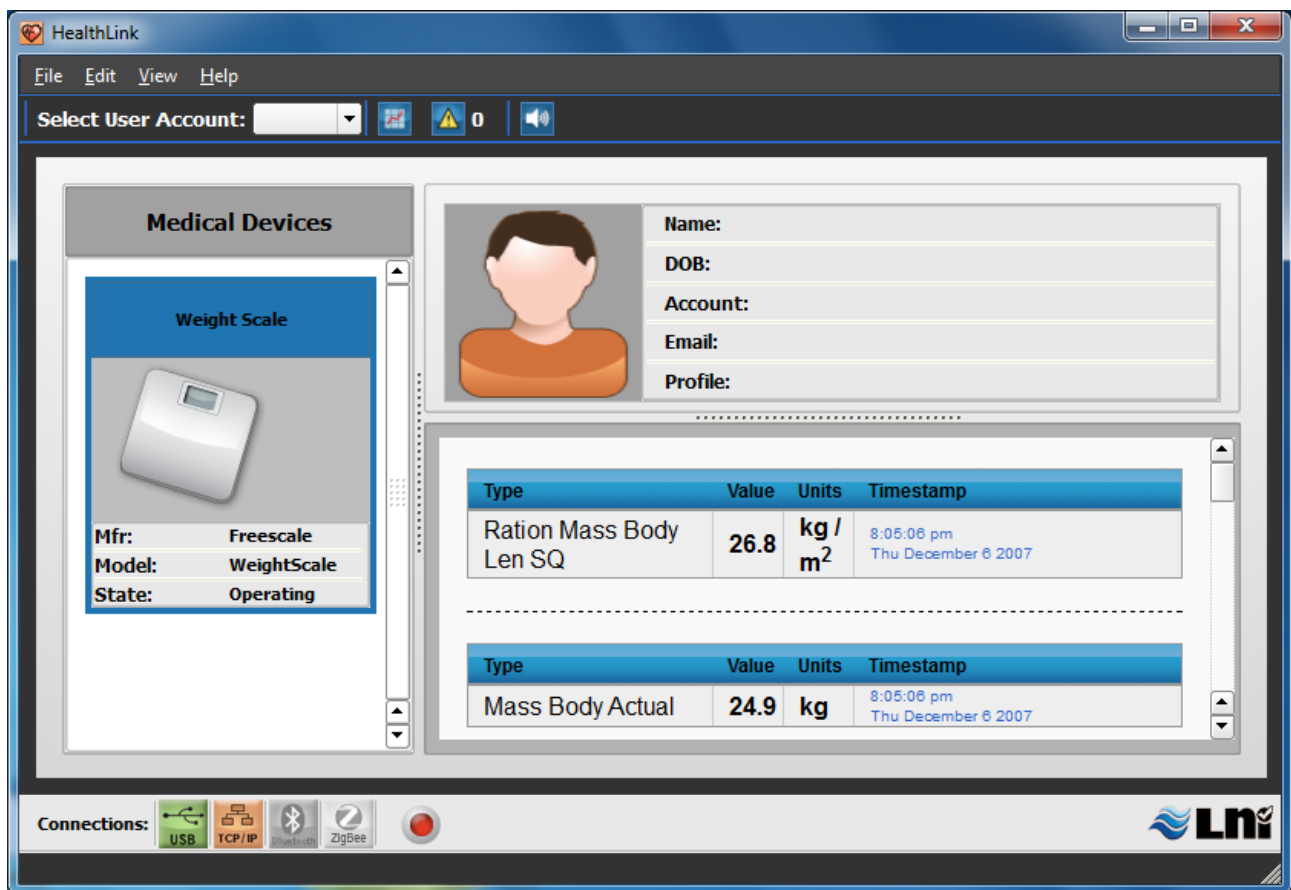 HealthLink
File Edit View Help
Select User Account: 0
Medical Devices
Weight Scale
Mfr: Freescale
Model: WeightScale
State: Operating
Name:
DOB:
Account:
Email:
Profile:
Type Value Units Timestamp
Ration Mass Body Len SQ 26.8 kg / m² 8:05:06 pm
Thu December 6 2007
Type Value Units Timestamp
Mass Body Actual 24.9 kg 8:05:06 pm
Thu December 6 2007
Connections: USB TCP/IP Bluetooth ZigBee
LNI